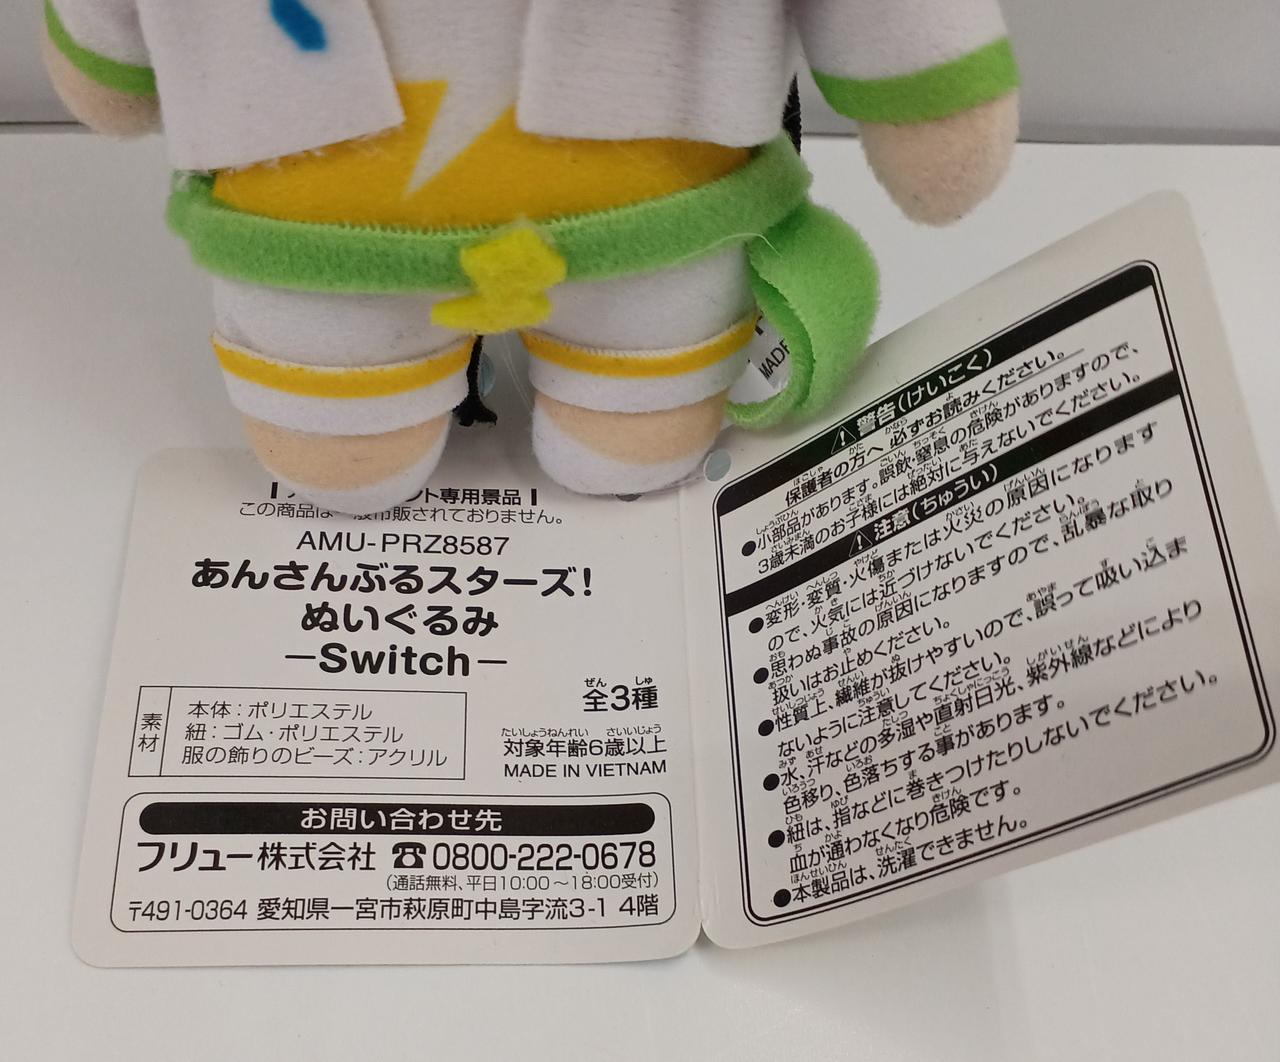 ト専用景品
この商品は一般市販されておりません。
AMU-PRZ8587
あんさんぶるスターズ!
ぬいぐるみ
-Switch-
全3種
素材
本体:ポリエステル
紐:ゴム・ポリエステル
服の飾りのビーズ:アクリル
対象年齢6歳以上
MADE IN VIETNAM
お問い合わせ先
フリュー株式会社 ☎0800-222-0678
(通話無料、平日10:00~18:00受付)
〒491-0364 愛知県一宮市萩原町中島字流3-1 4階
MADE
⚠警告(けいこく)
保護者の方へ 必ずお読みください。
●小部品があります。誤飲・窒息の危険がありますので、
3歳未満のお子様には絶対に与えないでください。
⚠注意(ちゅうい)
●変形・変質・火傷または火災の原因になります
ので、火気には近づけないでください。
●思わぬ事故の原因になりますので、乱暴な取り
扱いはお止めください。
●性質上、繊維が抜けやすいので、誤って吸い込ま
ないように注意してください。
●水、汗などの多湿や直射日光、紫外線などにより
色移り、色落ちする事があります。
●紐は、指などに巻きつけたりしないでください。
血が通わなくなり危険です。
●本製品は、洗濯できません。